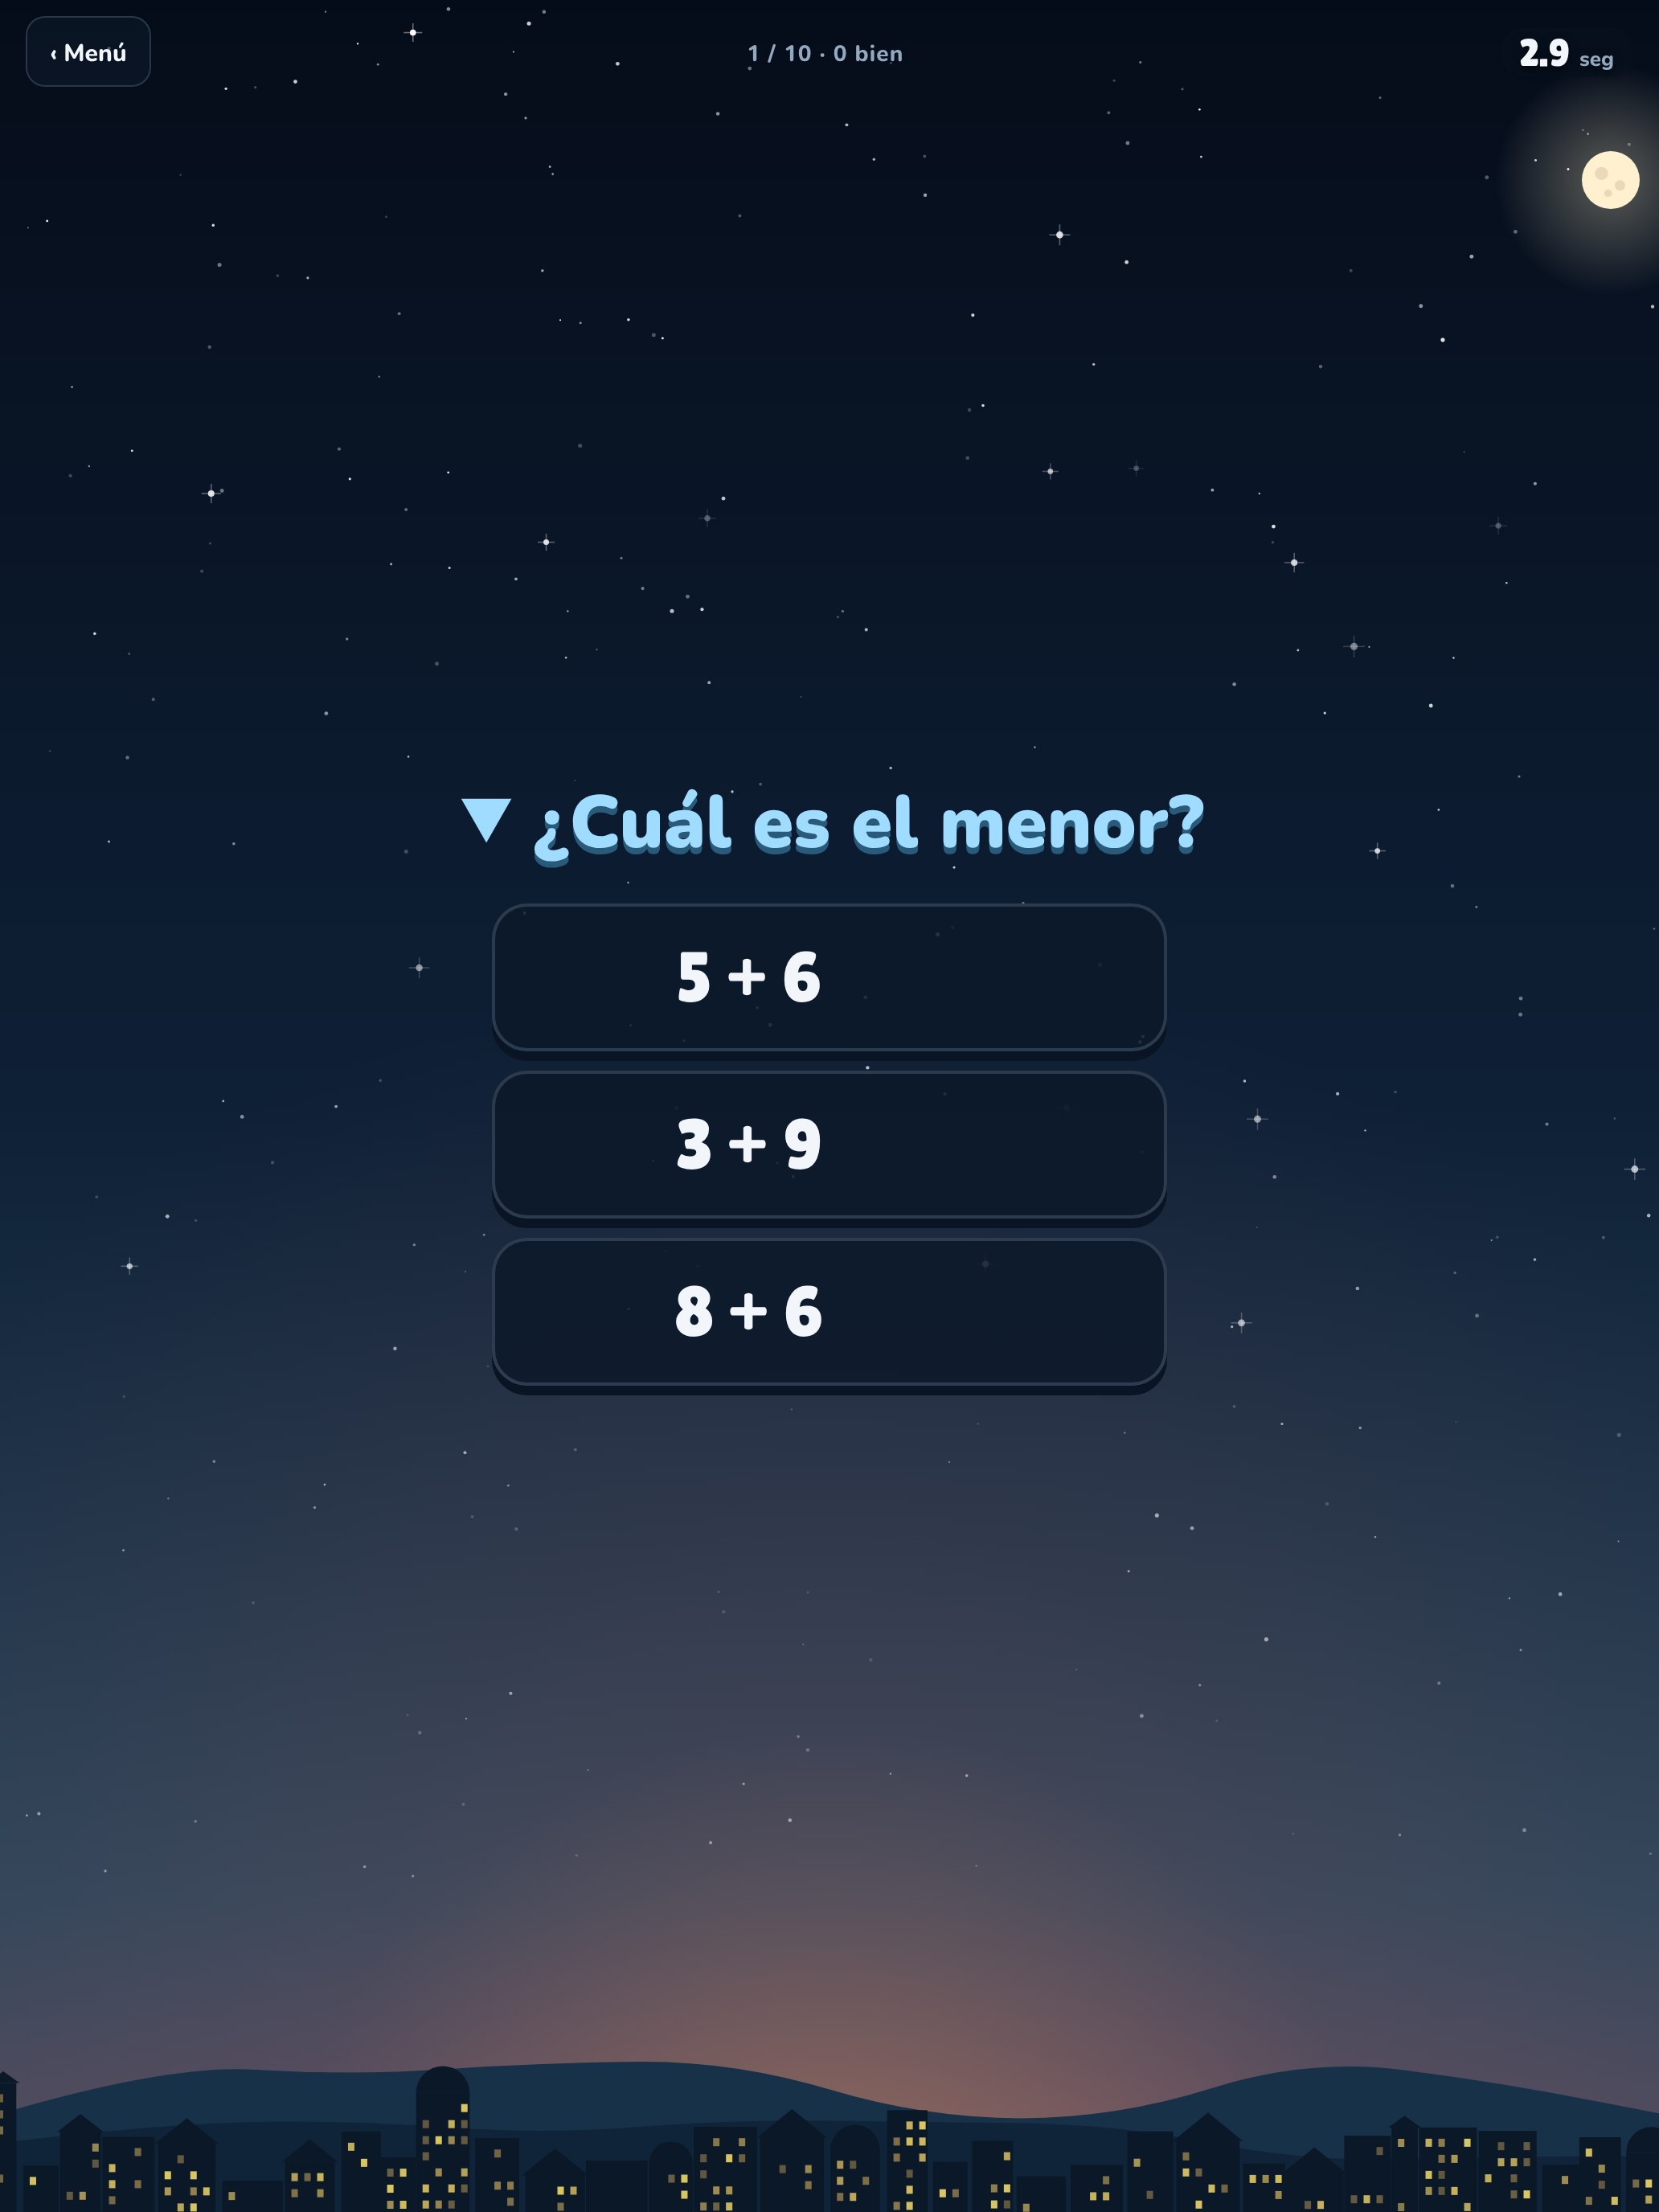 ‹ Menú
1 / 10 · 0 bien
2.9 seg
▼ ¿Cuál es el menor?
5 + 6
3 + 9
8 + 6